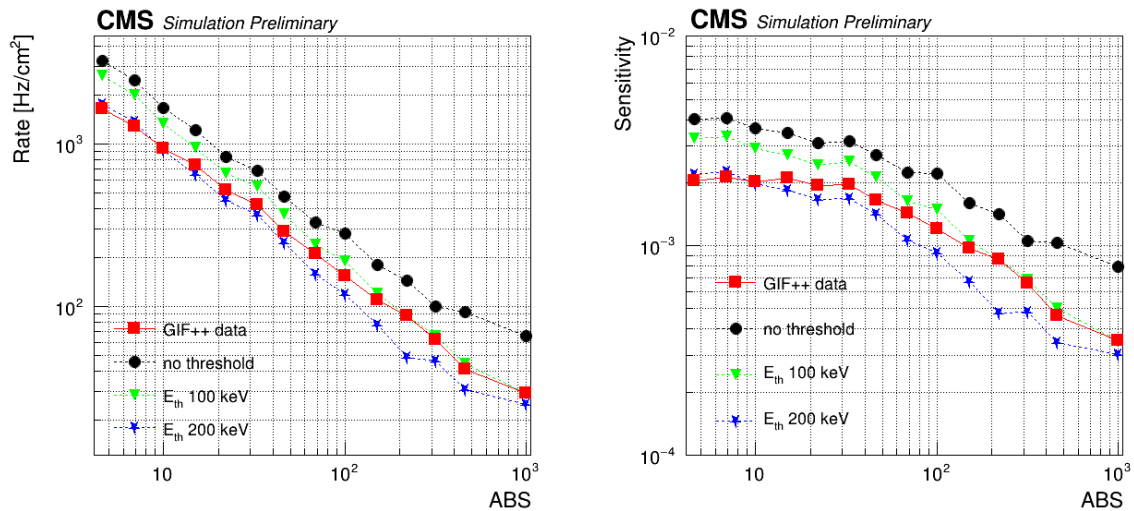 CMS Simulation Preliminary
Rate [Hz/cm²]
10³
10²
GIF++ data
no threshold
E_th 100 keV
E_th 200 keV
10 10² 10³
ABS
CMS Simulation Preliminary
Sensitivity
10⁻²
10⁻³
10⁻⁴
GIF++ data
no threshold
E_th 100 keV
E_th 200 keV
10 10² 10³
ABS